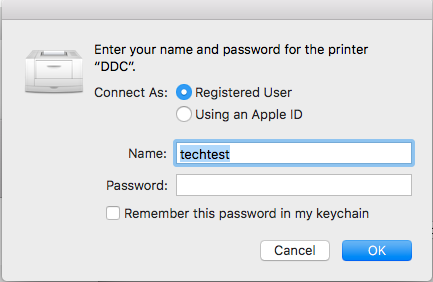 Enter your name and password for the printer
“DDC”.
Connect As: Registered User
Using an Apple ID
Name: techtest
Password:
Remember this password in my keychain
Cancel OK